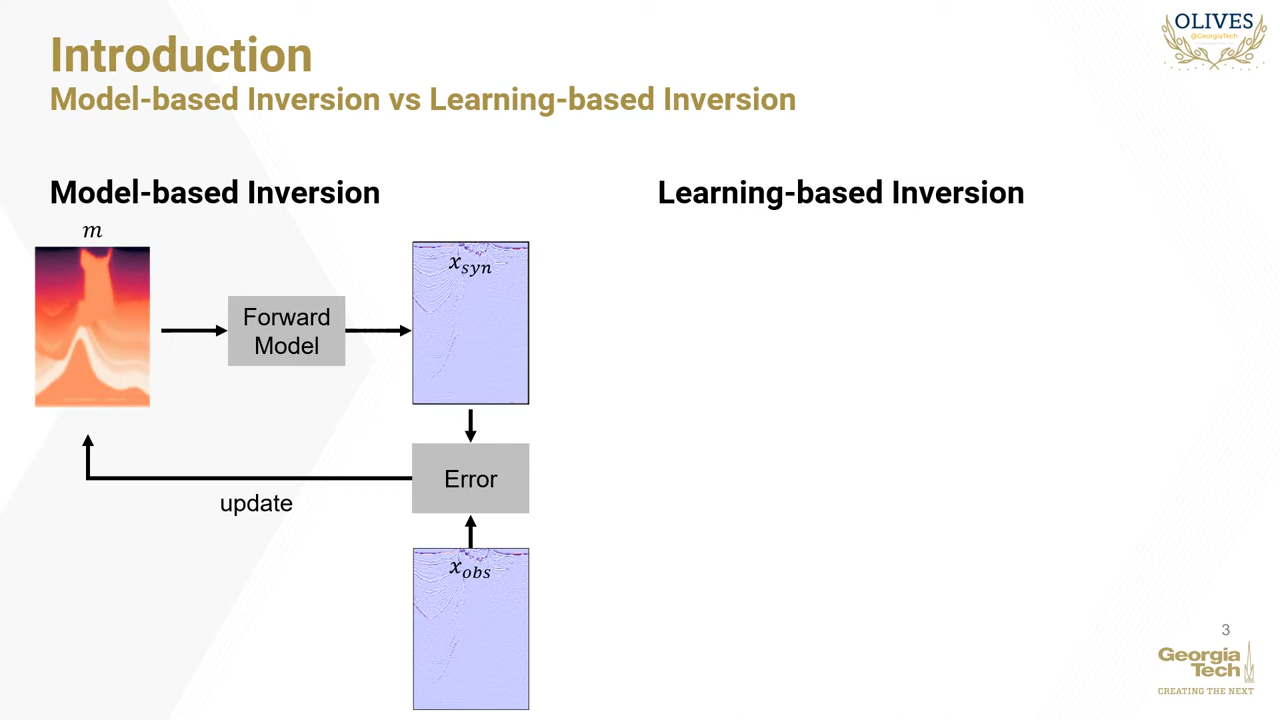 OLIVES
@GeorgiaTech
Introduction
Model-based Inversion vs Learning-based Inversion
Model-based Inversion
Learning-based Inversion
m
x_syn
Forward
Model
Error
update
x_obs
3
Georgia
Tech
CREATING THE NEXT